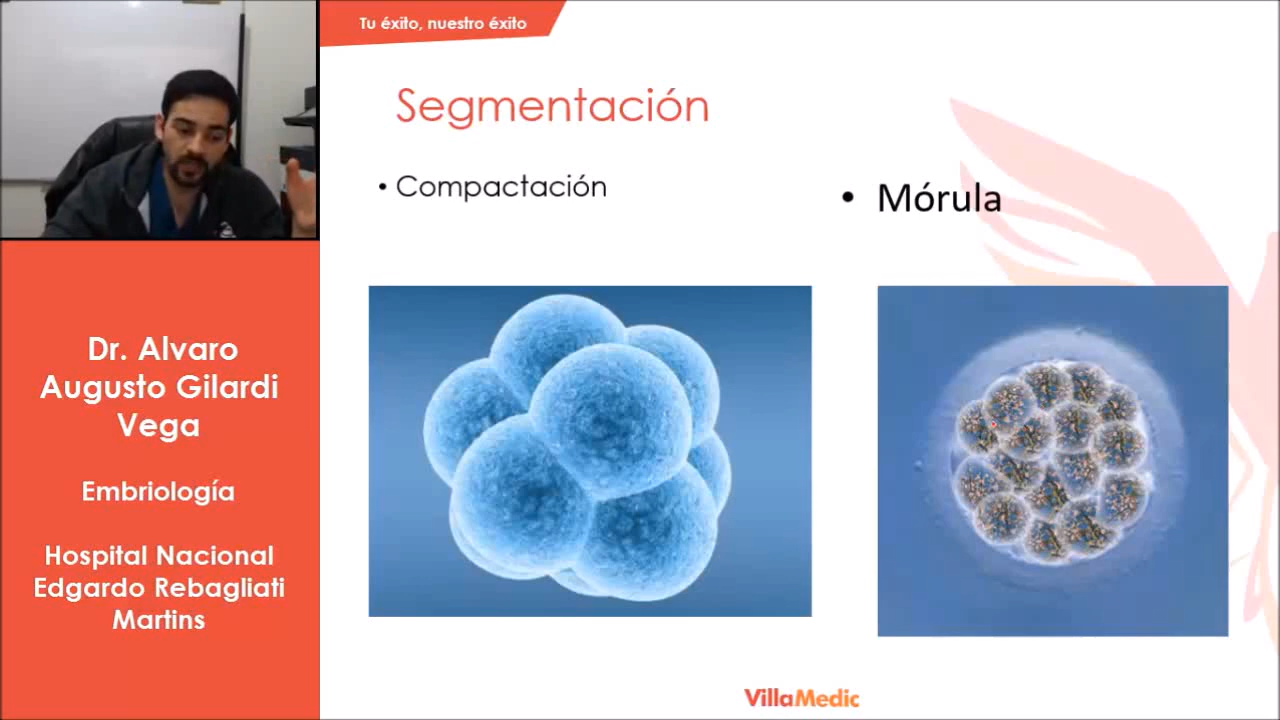 Tu éxito, nuestro éxito
Segmentación
• Compactación
• Mórula
Dr. Alvaro
Augusto Gilardi
Vega
Embriología
Hospital Nacional
Edgardo Rebagliati
Martins
VillaMedic